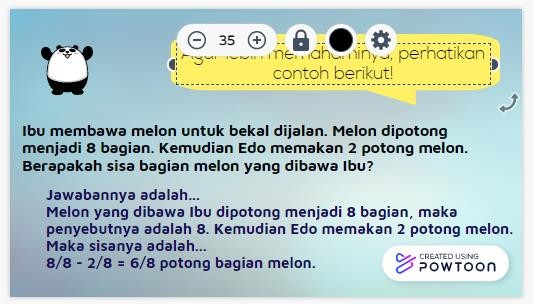 35
Agar lebih memahaminya, perhatikan
contoh berikut!
Ibu membawa melon untuk bekal dijalan. Melon dipotong
menjadi 8 bagian. Kemudian Edo memakan 2 potong melon.
Berapakah sisa bagian melon yang dibawa Ibu?
Jawabannya adalah...
Melon yang dibawa Ibu dipotong menjadi 8 bagian, maka
penyebutnya adalah 8. Kemudian Edo memakan 2 potong melon.
Maka sisanya adalah...
8/8 - 2/8 = 6/8 potong bagian melon.
CREATED USING
POWTOON